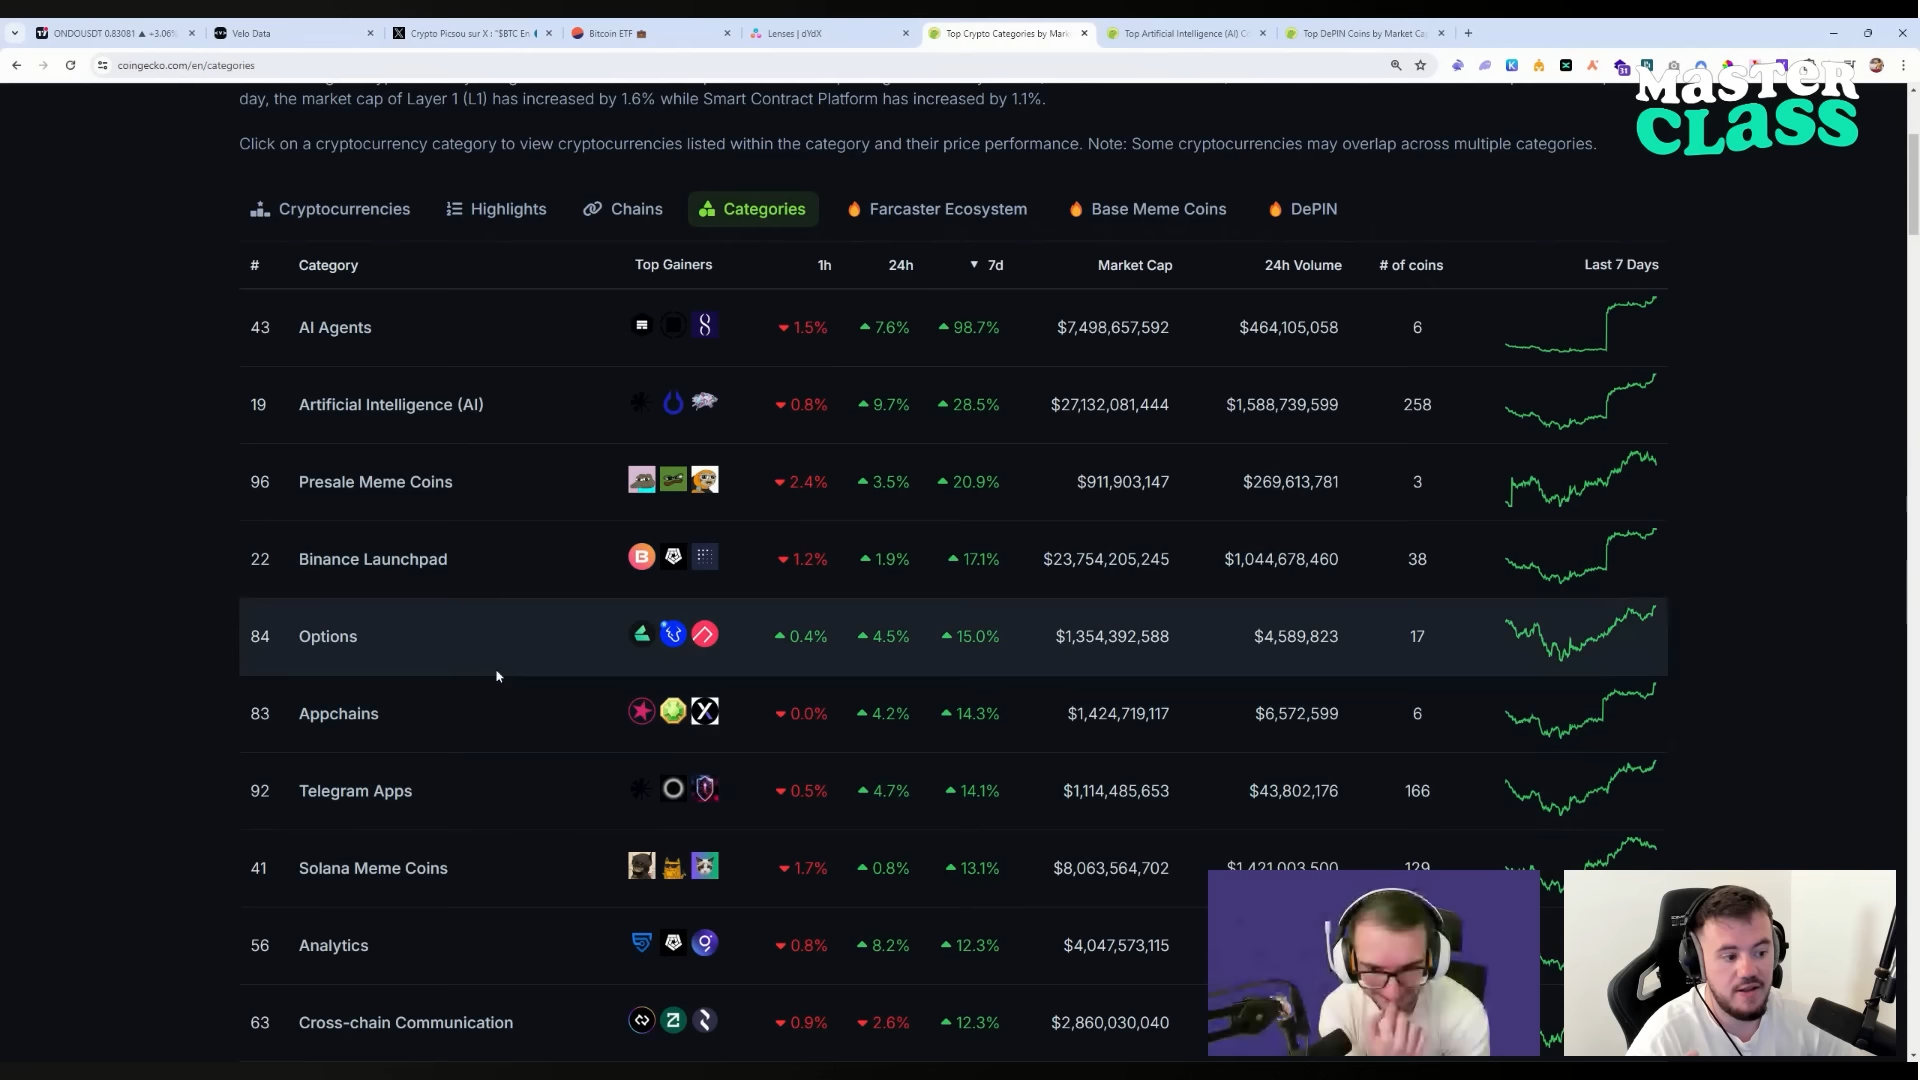 ONDOUSDT 0.83081 ▲ +3.06%
Velo Data
Crypto Picsou sur X : "$BTC En
Bitcoin ETF
Lenses | dYdX
Top Crypto Categories by Mark
Top Artificial Intelligence (AI) C
Top DePIN Coins by Market Ca
coingecko.com/en/categories
MASTER
CLASS
day, the market cap of Layer 1 (L1) has increased by 1.6% while Smart Contract Platform has increased by 1.1%.
Click on a cryptocurrency category to view cryptocurrencies listed within the category and their price performance. Note: Some cryptocurrencies may overlap across multiple categories.
Cryptocurrencies Highlights Chains Categories Farcaster Ecosystem Base Meme Coins DePIN
# Category Top Gainers 1h 24h ▼ 7d Market Cap 24h Volume # of coins Last 7 Days
43 AI Agents 1.5% 7.6% 98.7% $7,498,657,592 $464,105,058 6
19 Artificial Intelligence (AI) 0.8% 9.7% 28.5% $27,132,081,444 $1,588,739,599 258
96 Presale Meme Coins 2.4% 3.5% 20.9% $911,903,147 $269,613,781 3
22 Binance Launchpad 1.2% 1.9% 17.1% $23,754,205,245 $1,044,678,460 38
84 Options 0.4% 4.5% 15.0% $1,354,392,588 $4,589,823 17
83 Appchains 0.0% 4.2% 14.3% $1,424,719,117 $6,572,599 6
92 Telegram Apps 0.5% 4.7% 14.1% $1,114,485,653 $43,802,176 166
41 Solana Meme Coins 1.7% 0.8% 13.1% $8,063,564,702 $1,421,003,500 129
56 Analytics 0.8% 8.2% 12.3% $4,047,573,115
63 Cross-chain Communication 0.9% 2.6% 12.3% $2,860,030,040